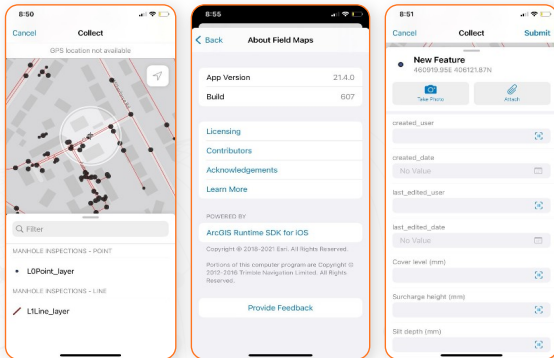 8:50
Cancel
Collect
GPS location not available
Filter
MANHOLE INSPECTIONS - POINT
L0Point_layer
MANHOLE INSPECTIONS - LINE
L1Line_layer
8:55
Back
About Field Maps
App Version 21.4.0
Build 607
Licensing
Contributors
Acknowledgements
Learn More
POWERED BY
ArcGIS Runtime SDK for iOS
Copyright © 2018-2021 Esri. All Rights Reserved.
Portions of this computer program are Copyright ©
2012-2016 Trimble Navigation Limited. All Rights
Reserved.
Provide Feedback
8:51
Cancel
Collect
Submit
New Feature
460919.95E 406121.87N
Take Photo
Attach
created_user
created_date
No Value
last_edited_user
last_edited_date
No Value
Cover level (mm)
Surcharge height (mm)
Silt depth (mm)